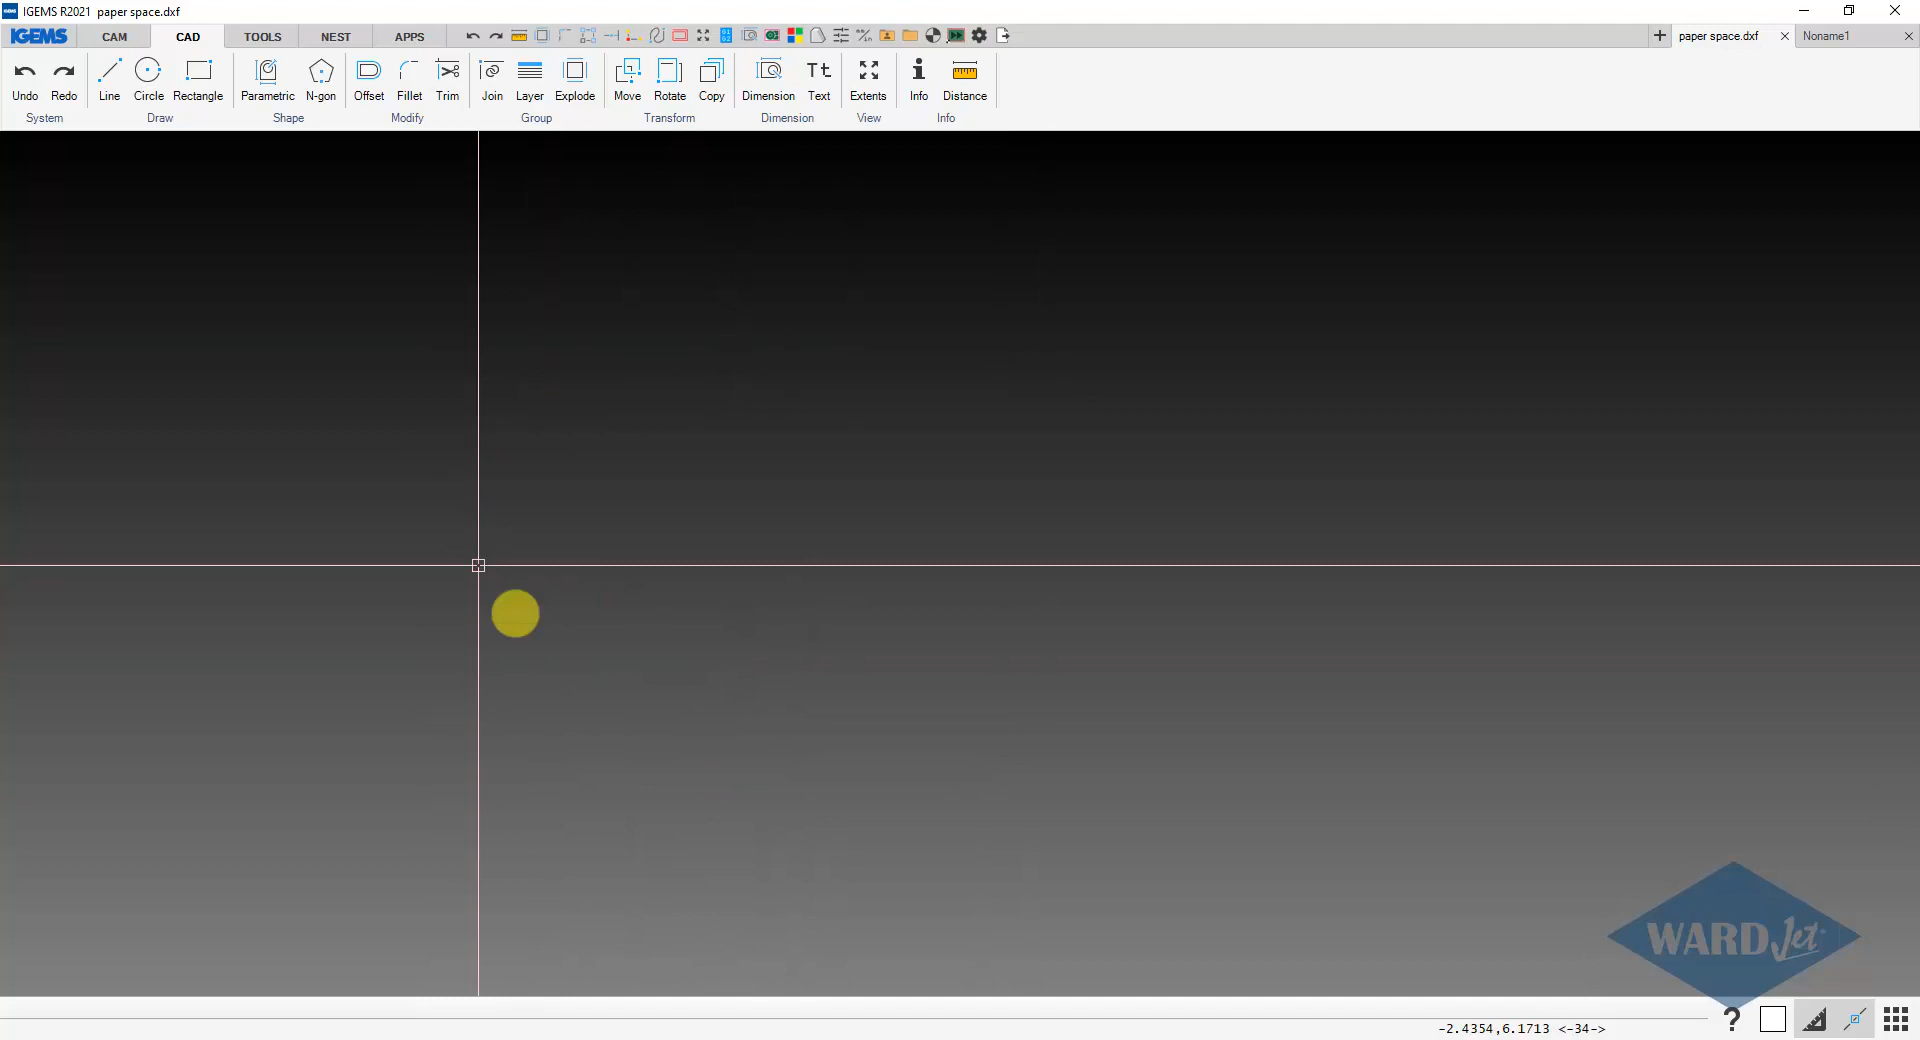 IGEMS R2021 paper space.dxf
IGEMS CAM CAD TOOLS NEST APPS paper space.dxf Noname1
Undo Redo Line Circle Rectangle Parametric N-gon Offset Fillet Trim Join Layer Explode Move Rotate Copy Dimension Text Extents Info Distance
System Draw Shape Modify Group Transform Dimension View Info
WARDJet
-2.4354,6.1713 <-34->